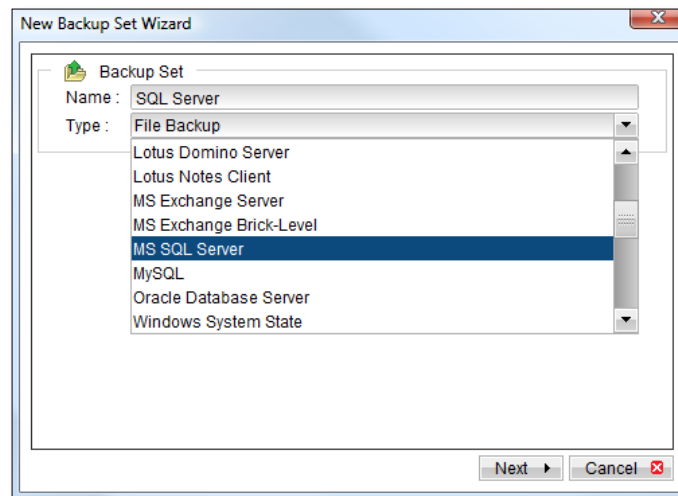 New Backup Set Wizard
Backup Set
Name : SQL Server
Type : File Backup
Lotus Domino Server
Lotus Notes Client
MS Exchange Server
MS Exchange Brick-Level
MS SQL Server
MySQL
Oracle Database Server
Windows System State
Next Cancel